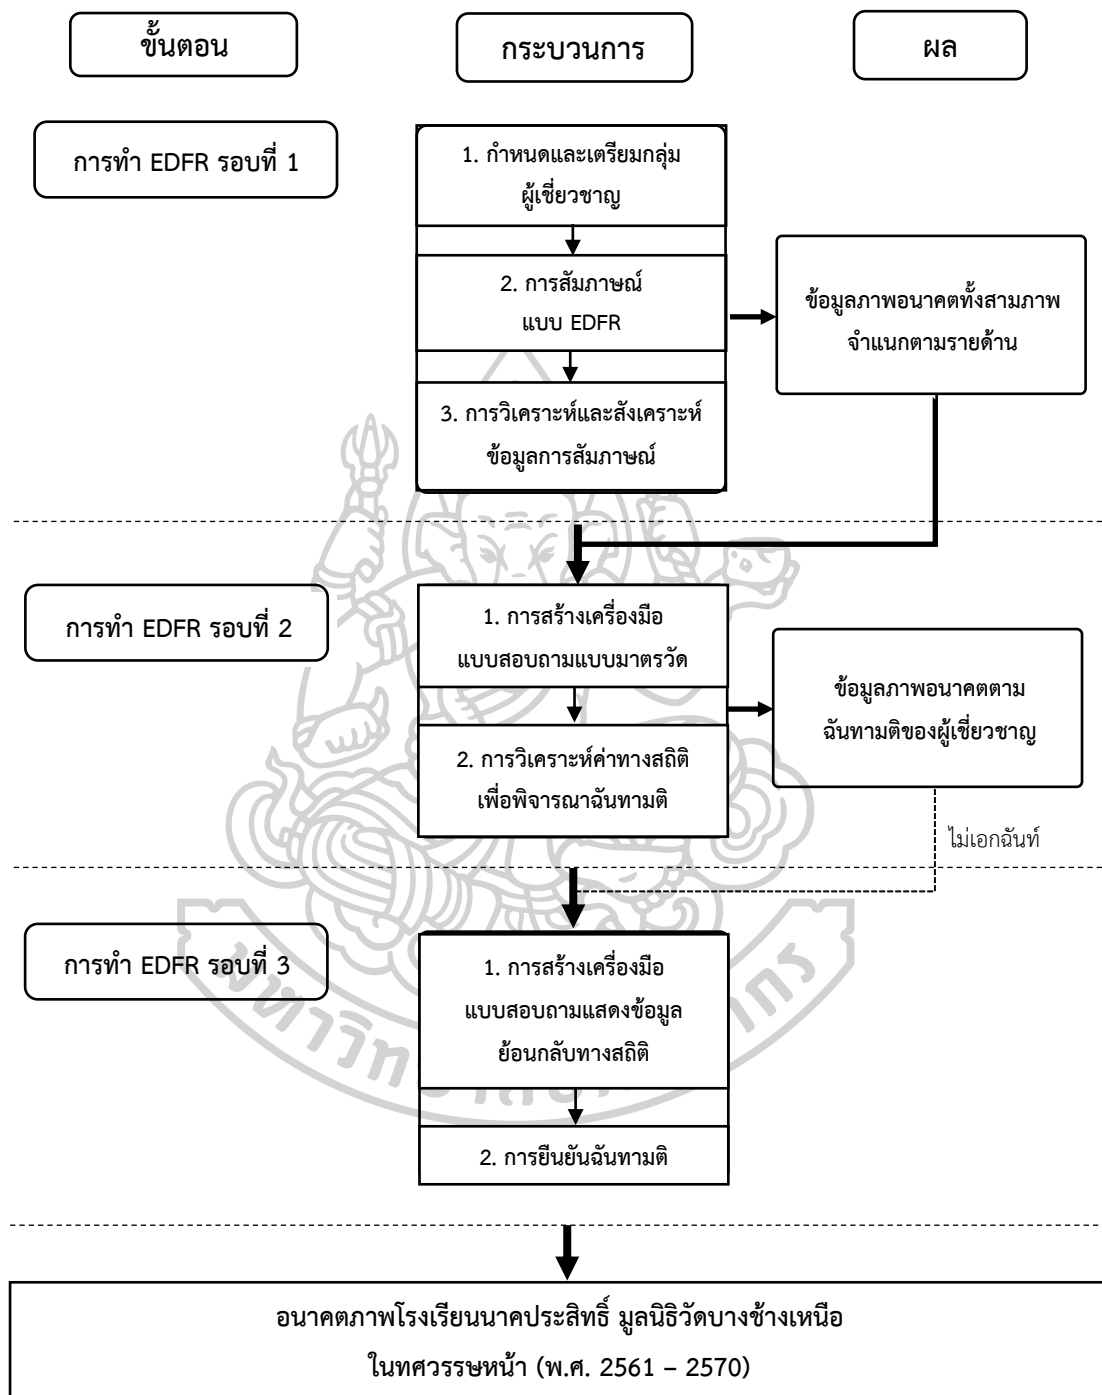 ขั้นตอน
กระบวนการ
ผล
การทำ EDFR รอบที่ 1
1. กำหนดและเตรียมกลุ่ม
ผู้เชี่ยวชาญ
2. การสัมภาษณ์
แบบ EDFR
ข้อมูลภาพอนาคตทั้งสามภาพ
จำแนกตามรายด้าน
3. การวิเคราะห์และสังเคราะห์
ข้อมูลการสัมภาษณ์
การทำ EDFR รอบที่ 2
1. การสร้างเครื่องมือ
แบบสอบถามแบบมาตรวัด
2. การวิเคราะห์ค่าทางสถิติ
เพื่อพิจารณาฉันทามติ
ข้อมูลภาพอนาคตตาม
ฉันทามติของผู้เชี่ยวชาญ
ไม่เอกฉันท์
การทำ EDFR รอบที่ 3
1. การสร้างเครื่องมือ
แบบสอบถามแสดงข้อมูล
ย้อนกลับทางสถิติ
2. การยืนยันฉันทามติ
อนาคตภาพโรงเรียนนาคประสิทธิ์ มูลนิธิวัดบางช้างเหนือ
ในทศวรรษหน้า (พ.ศ. 2561 – 2570)